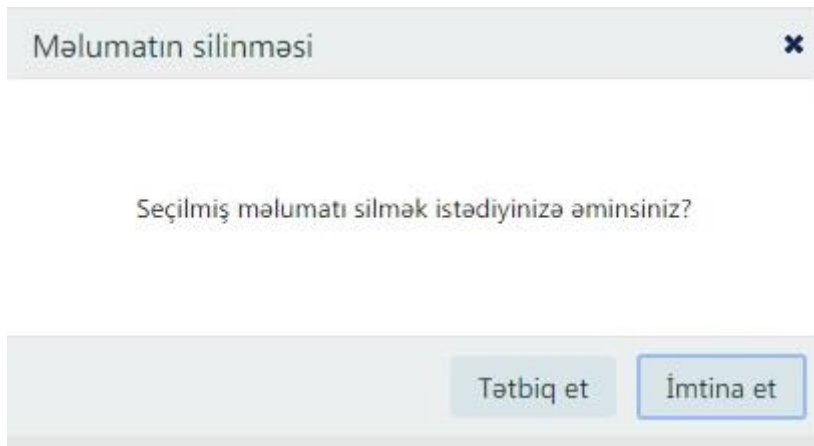 Məlumatın silinməsi
Seçilmiş məlumatı silmək istədiyinizə əminsiniz?
Tətbiq et İmtina et